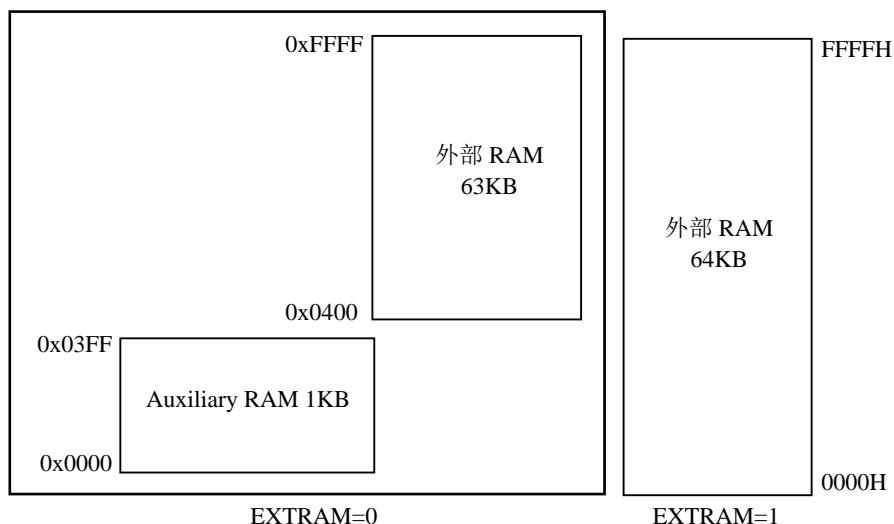 0xFFFF
外部 RAM
63KB
0x0400
0x03FF
Auxiliary RAM 1KB
0x0000
EXTRAM=0
FFFFH
外部 RAM
64KB
0000H
EXTRAM=1